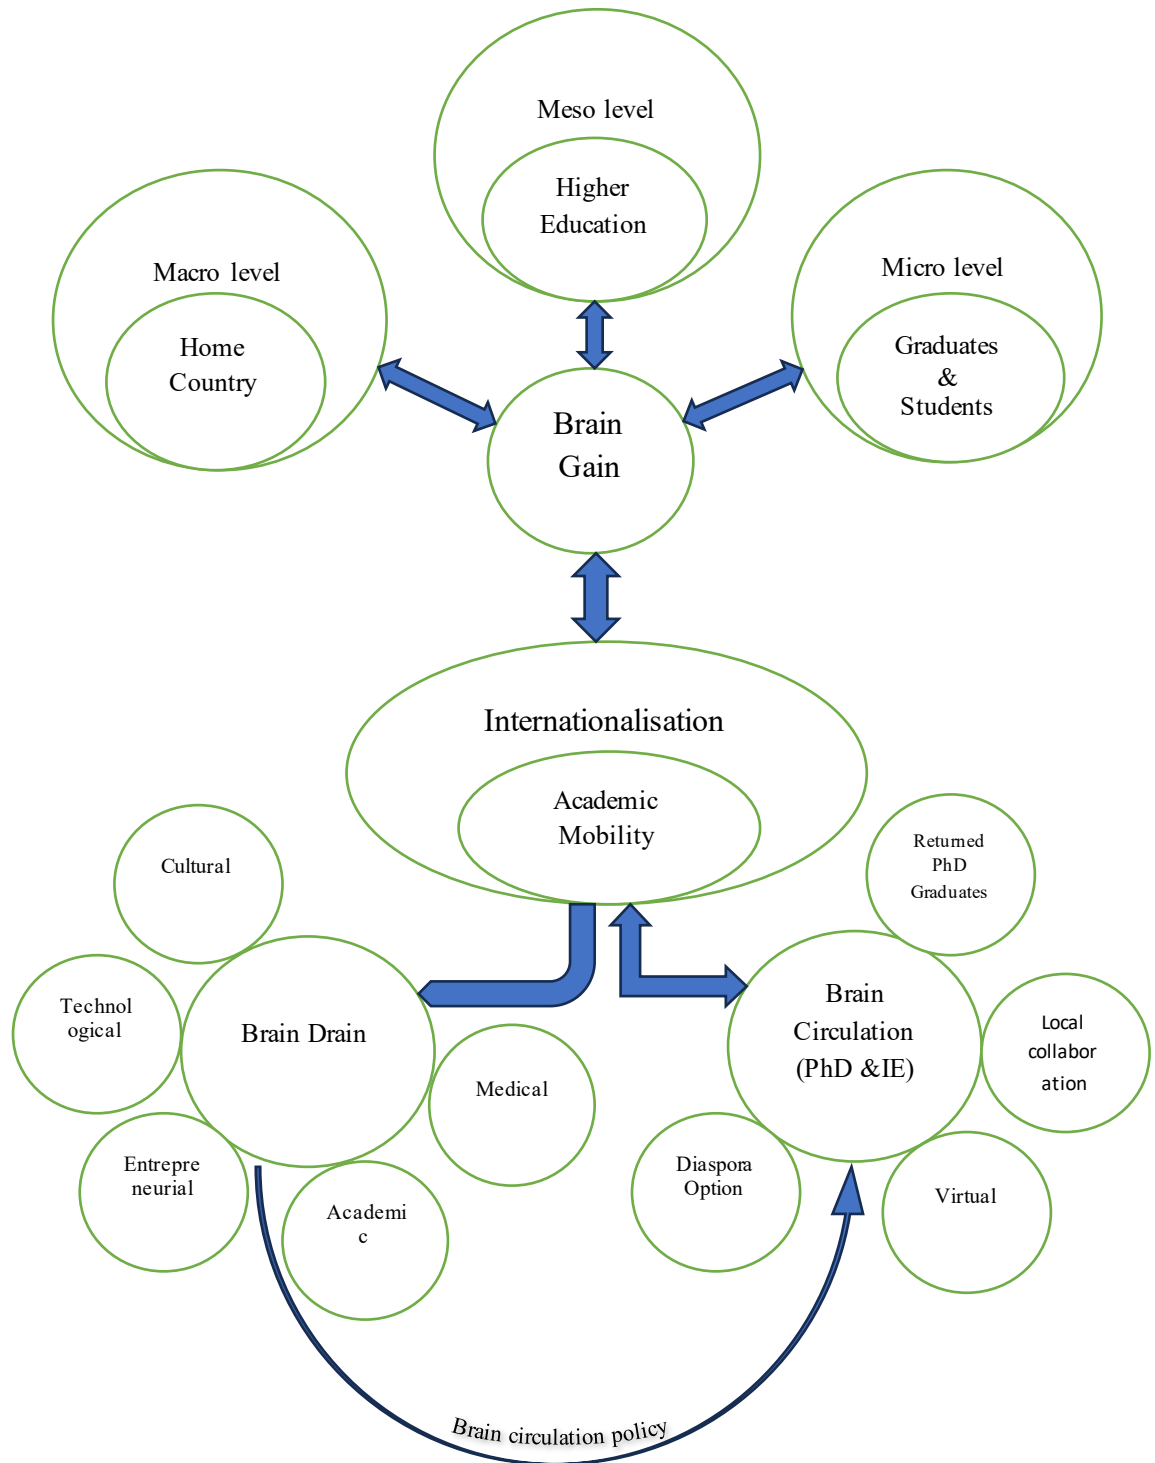 Meso level
Higher
Education
Macro level
Home
Country
Micro level
Graduates
&
Students
Brain
Gain
Internationalisation
Academic
Mobility
Cultural
Technol
ogical
Brain Drain
Medical
Entrepre
neurial
Academi
c
Returned
PhD
Graduates
Brain
Circulation
(PhD &IE)
Local
collabor
ation
Diaspora
Option
Virtual
Brain circulation policy